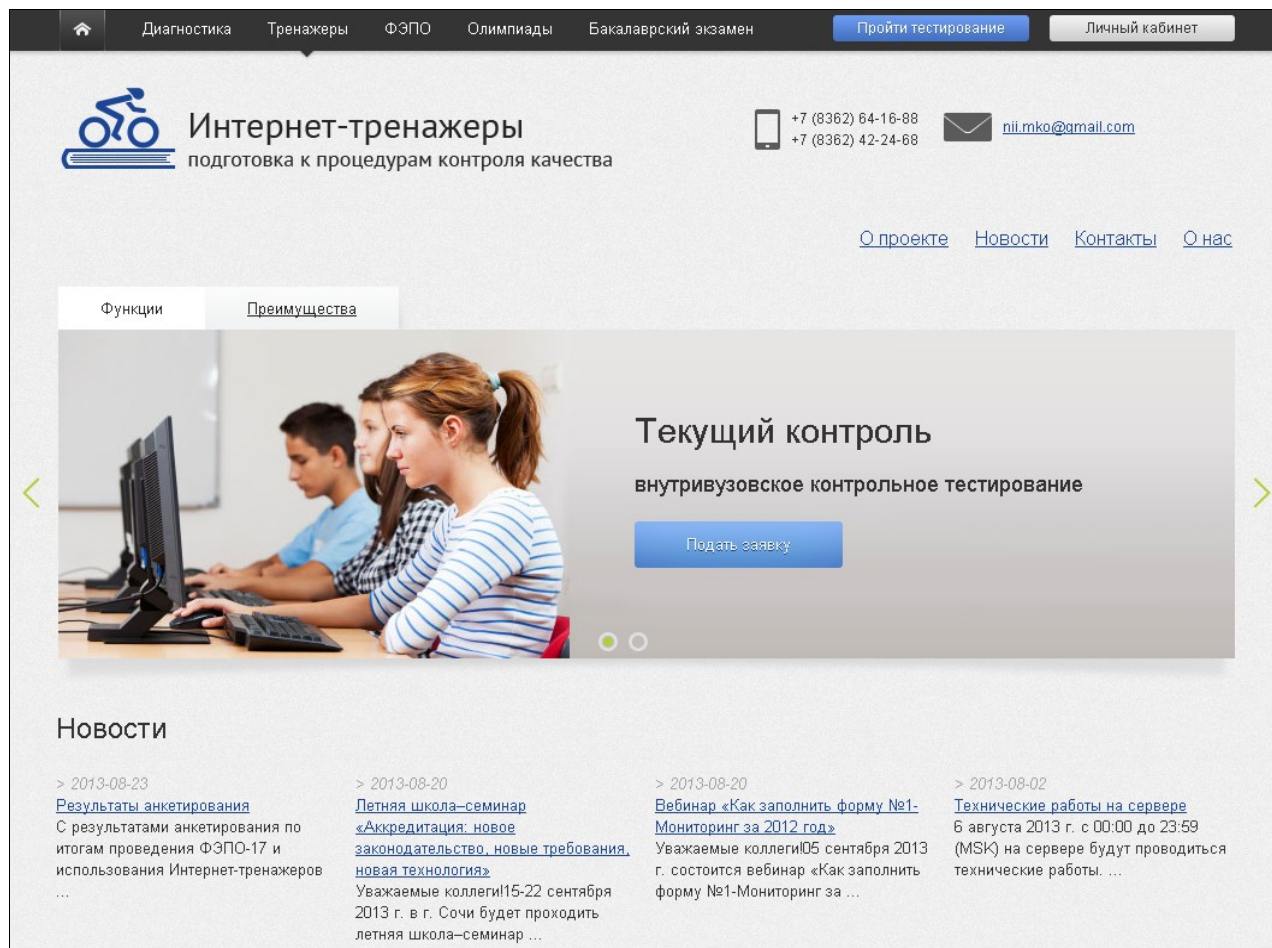 Диагностика Тренажеры ФЭПО Олимпиады Бакалаврский экзамен Пройти тестирование Личный кабинет
Интернет-тренажеры
подготовка к процедурам контроля качества
+7 (8362) 64-16-88
+7 (8362) 42-24-68
nii.mko@gmail.com
О проекте Новости Контакты О нас
Функции Преимущества
Текущий контроль
внутривузовское контрольное тестирование
Подать заявку
Новости
> 2013-08-23
Результаты анкетирования
С результатами анкетирования по
итогам проведения ФЭПО-17 и
использования Интернет-тренажеров
...
> 2013-08-20
Летняя школа–семинар
«Аккредитация: новое
законодательство, новые требования,
новая технология»
Уважаемые коллеги!15-22 сентября
2013 г. в г. Сочи будет проходить
летняя школа–семинар ...
> 2013-08-20
Вебинар «Как заполнить форму №1-
Мониторинг за 2012 год»
Уважаемые коллеги!05 сентября 2013
г. состоится вебинар «Как заполнить
форму №1-Мониторинг за ...
> 2013-08-02
Технические работы на сервере
6 августа 2013 г. с 00:00 до 23:59
(MSK) на сервере будут проводиться
технические работы. ...